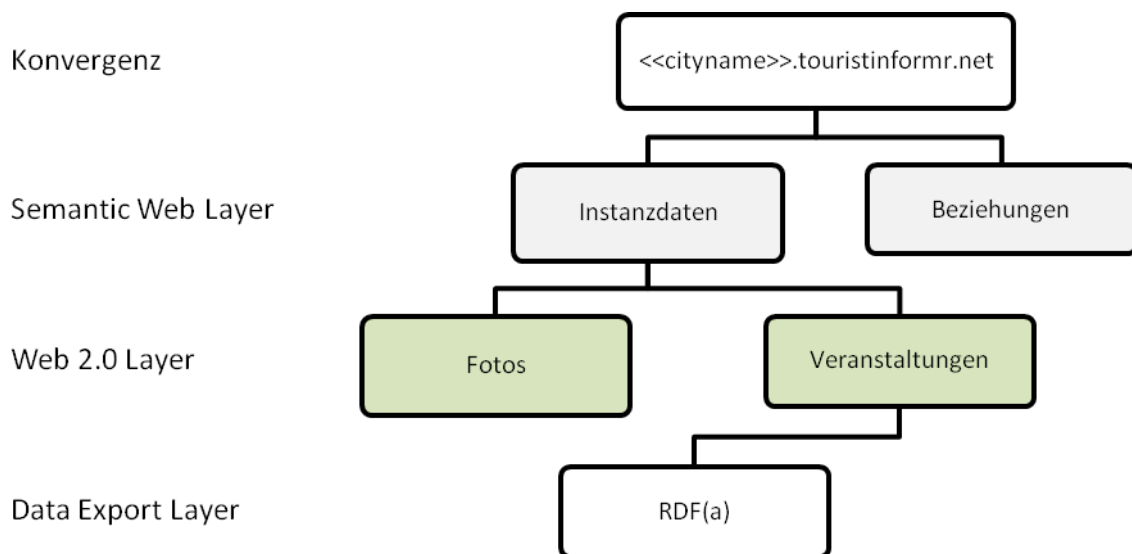 Konvergenz
<<cityname>>.touristinformr.net
Semantic Web Layer
Instanzdaten
Beziehungen
Web 2.0 Layer
Fotos
Veranstaltungen
Data Export Layer
RDF(a)